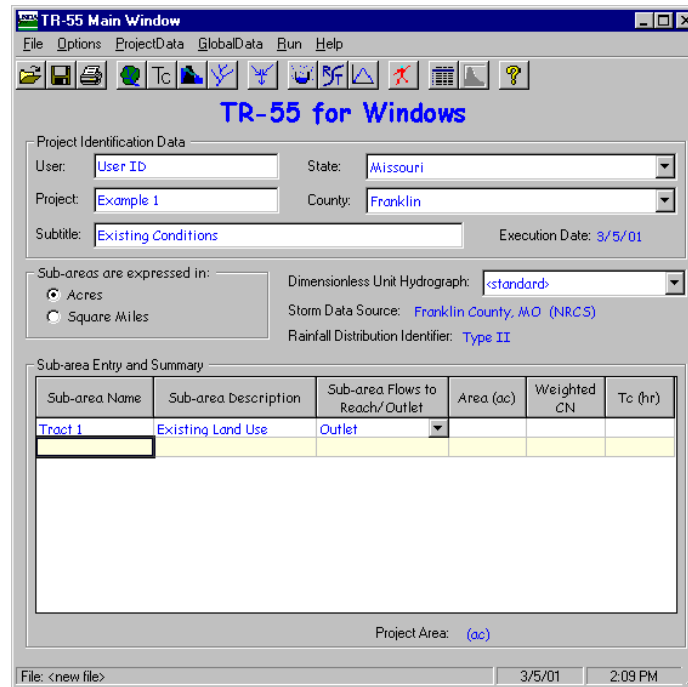 TR-55 Main Window
File Options ProjectData GlobalData Run Help
Tc
TR-55 for Windows
Project Identification Data
User: User ID State: Missouri
Project: Example 1 County: Franklin
Subtitle: Existing Conditions Execution Date: 3/5/01
Sub-areas are expressed in:
Acres
Square Miles
Dimensionless Unit Hydrograph: <standard>
Storm Data Source: Franklin County, MO (NRCS)
Rainfall Distribution Identifier: Type II
Sub-area Entry and Summary
Sub-area Name Sub-area Description Sub-area Flows to Reach/Outlet Area (ac) Weighted CN Tc (hr)
Tract 1 Existing Land Use Outlet
Project Area: (ac)
File: <new file> 3/5/01 2:09 PM